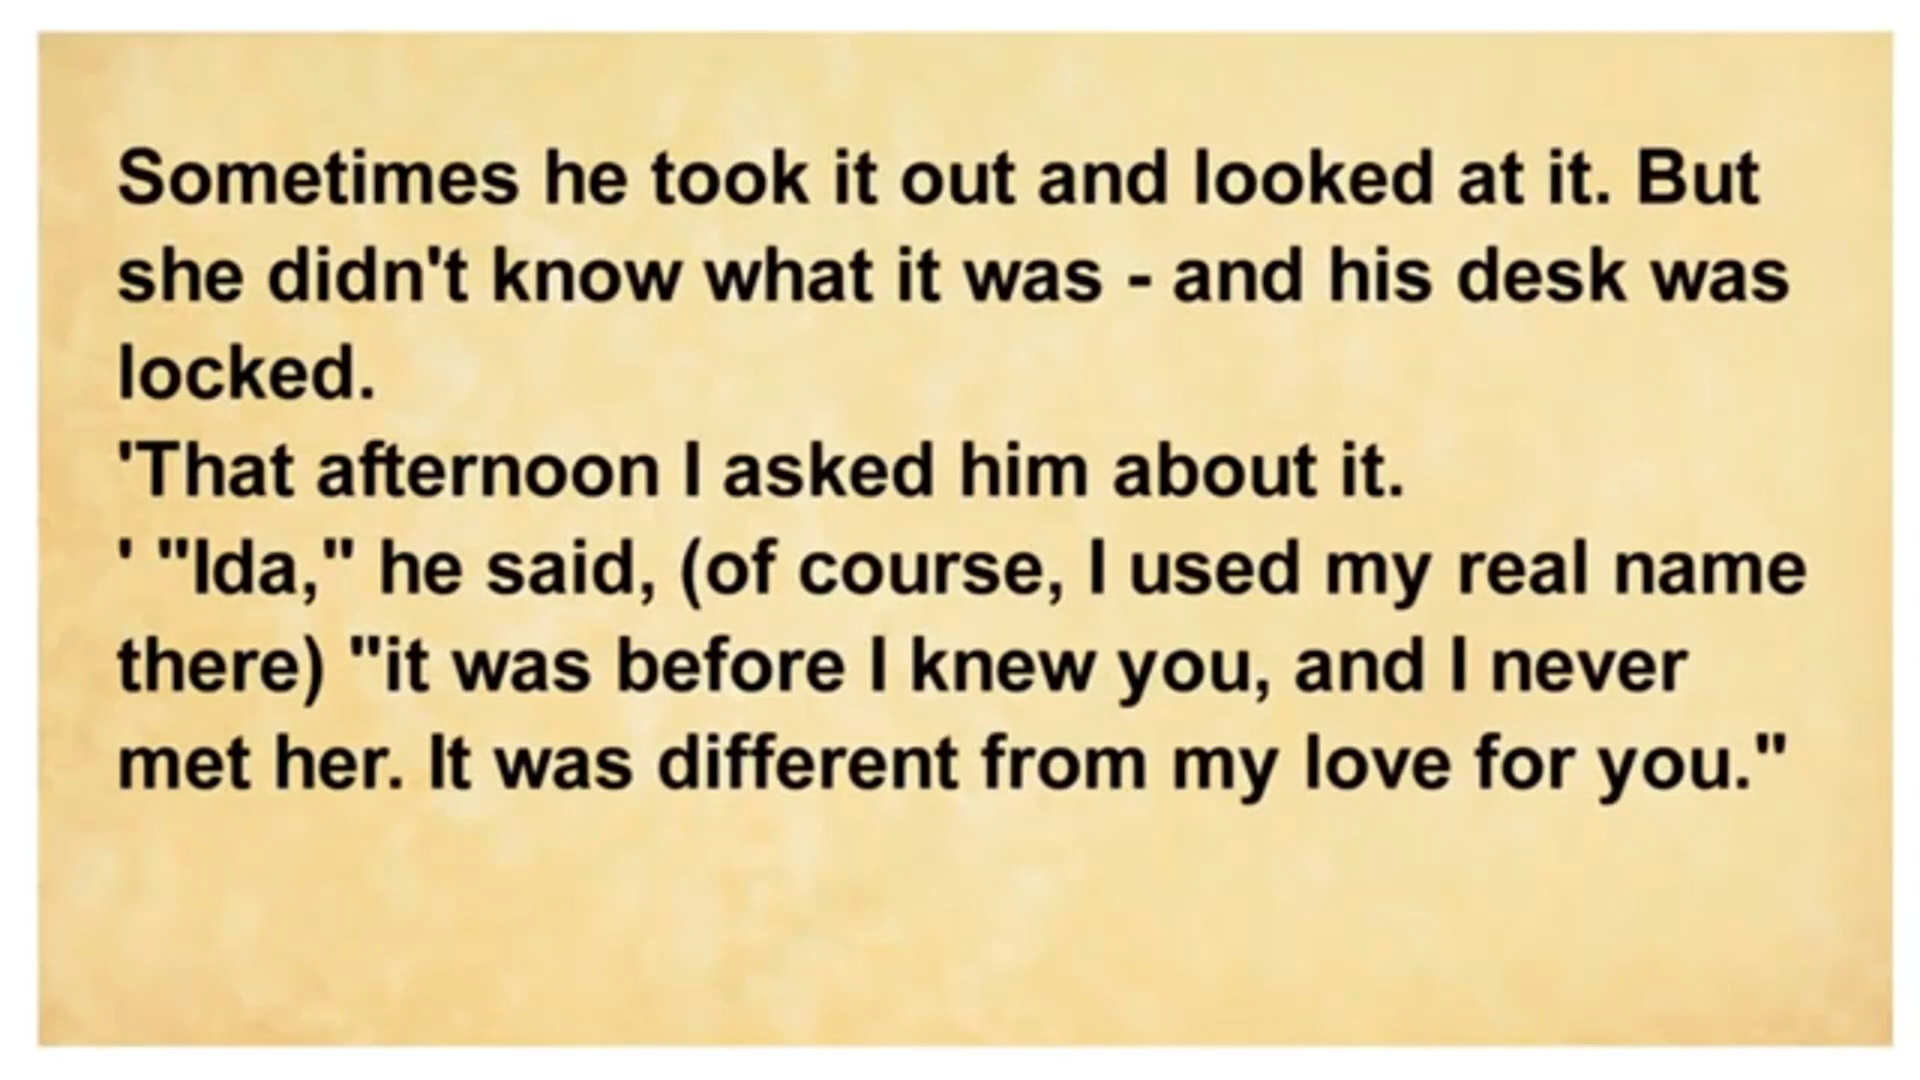 Sometimes he took it out and looked at it. But
she didn't know what it was - and his desk was
locked.
'That afternoon I asked him about it.
' "Ida," he said, (of course, I used my real name
there) "it was before I knew you, and I never
met her. It was different from my love for you."